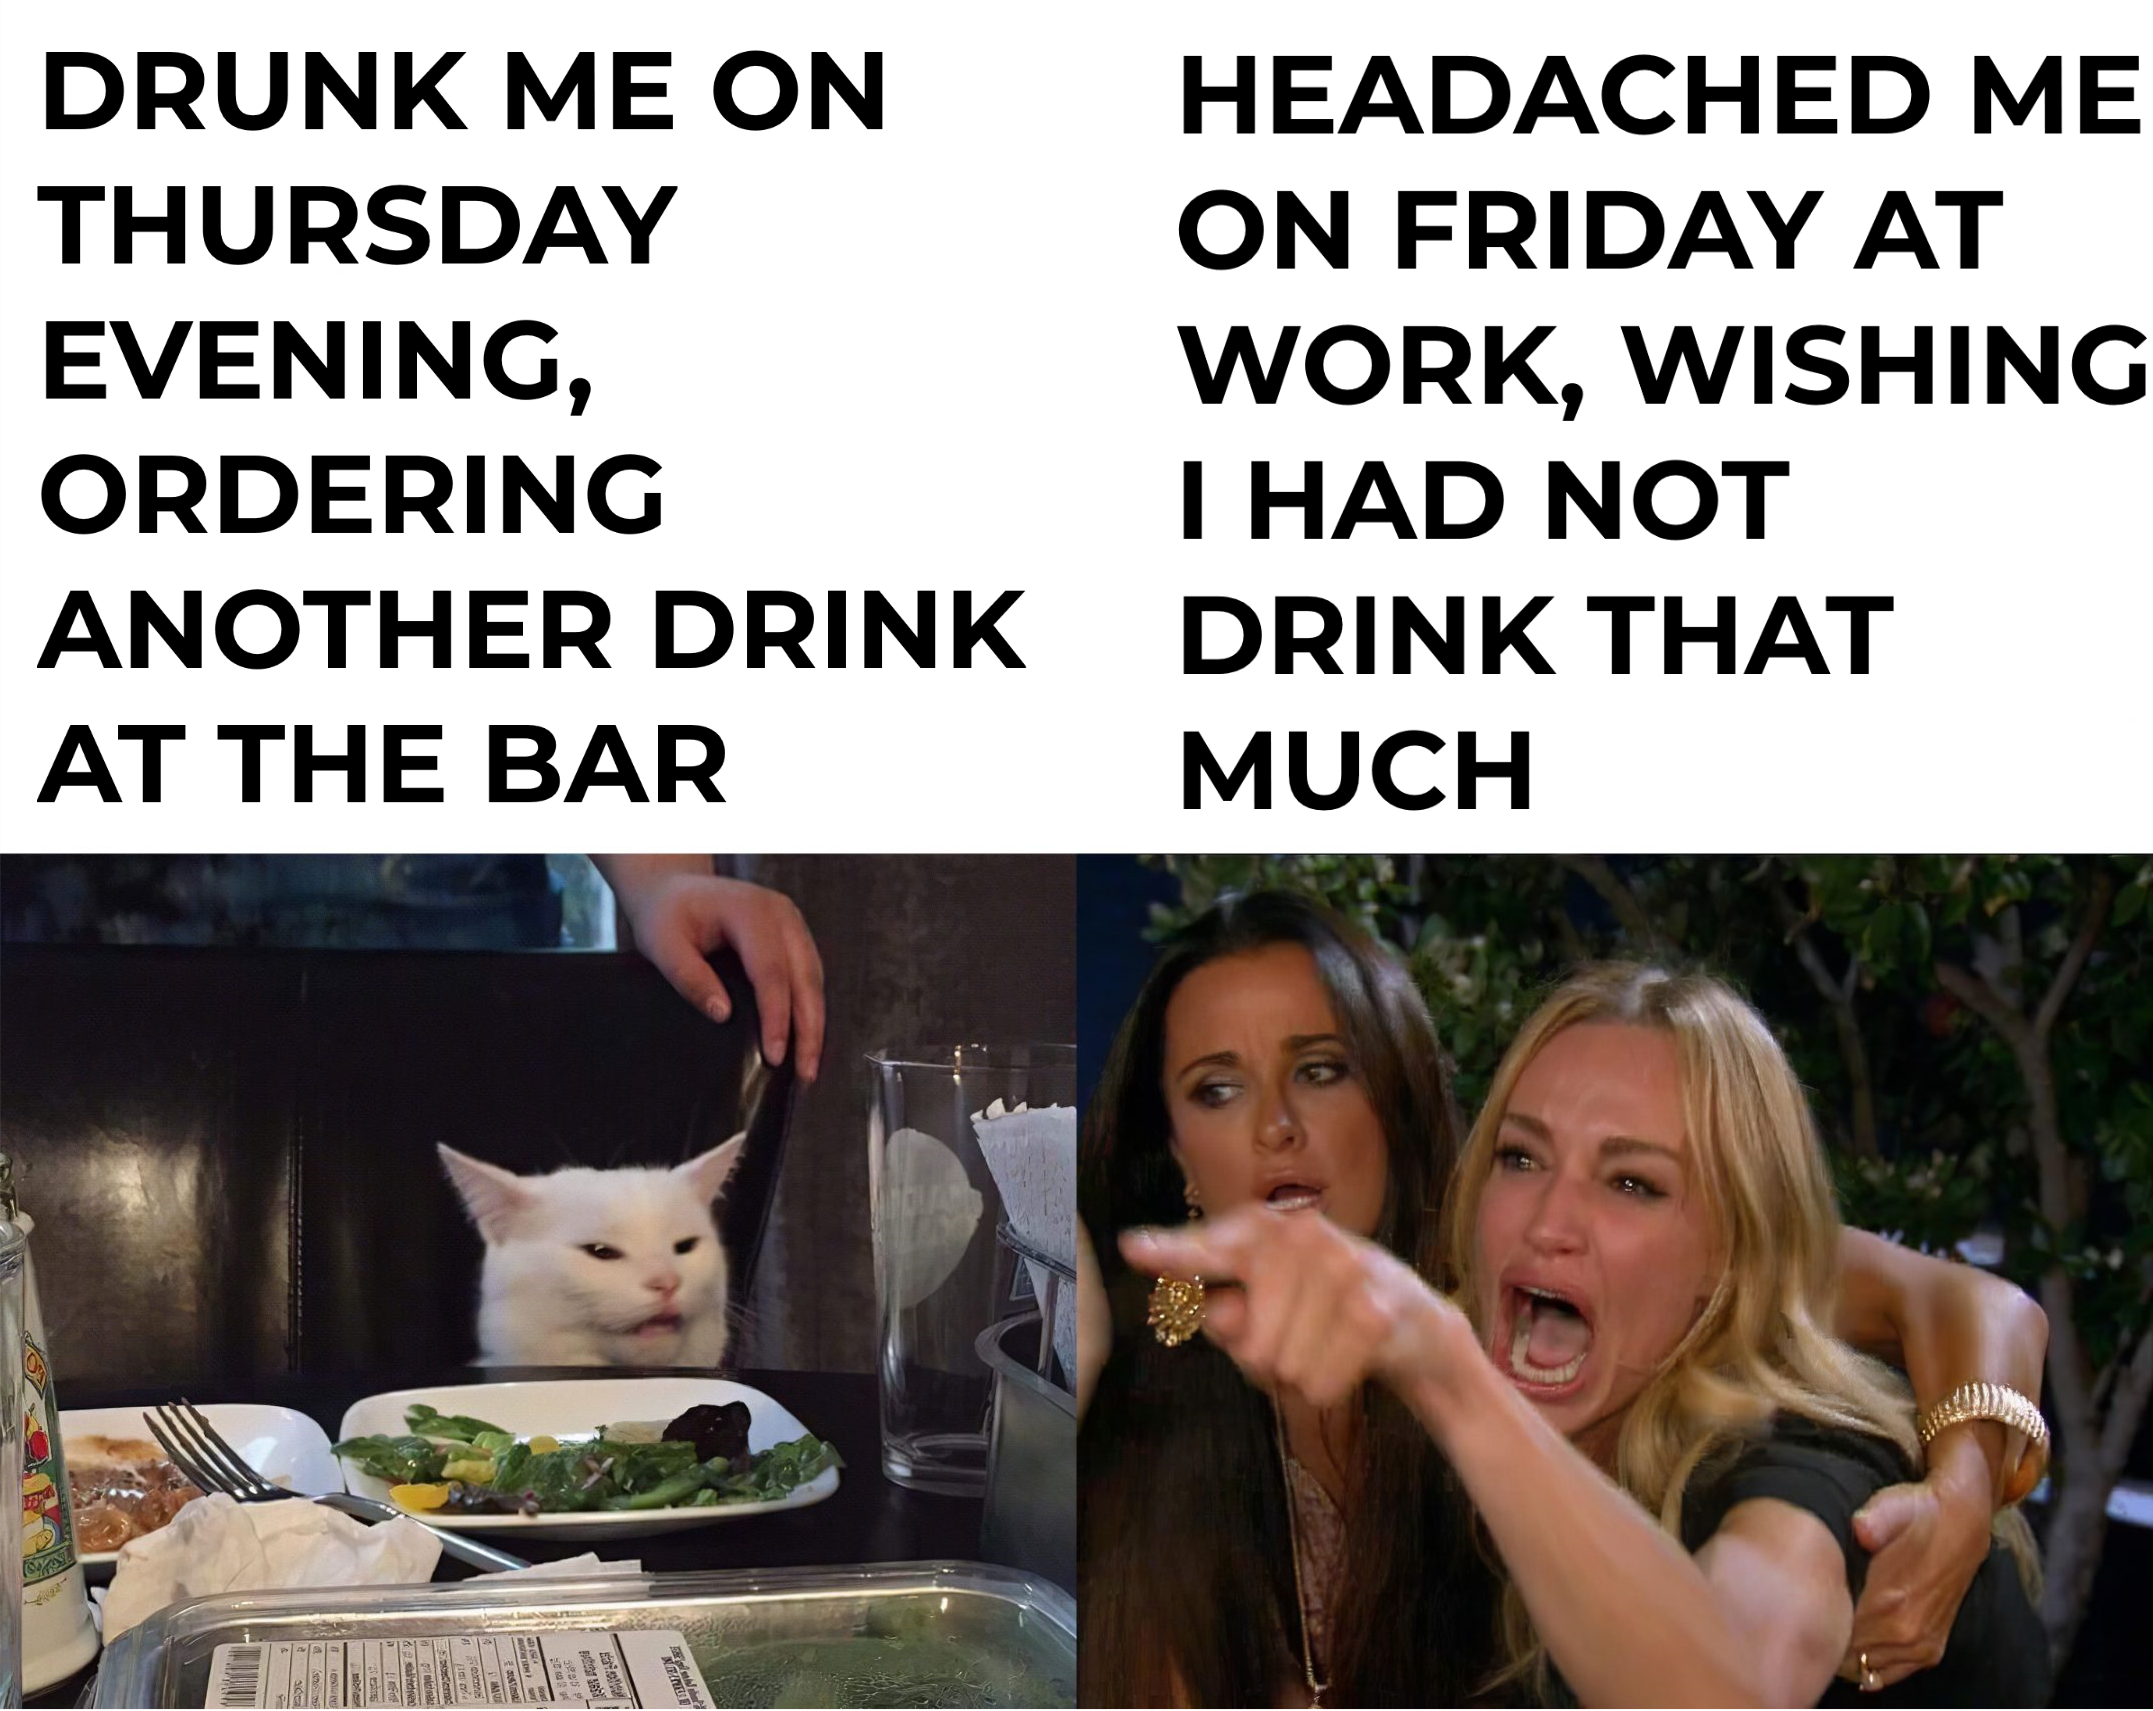 DRUNK ME ON
THURSDAY
EVENING,
ORDERING
ANOTHER DRINK
AT THE BAR
HEADACHED ME
ON FRIDAY AT
WORK, WISHING
I HAD NOT
DRINK THAT
MUCH